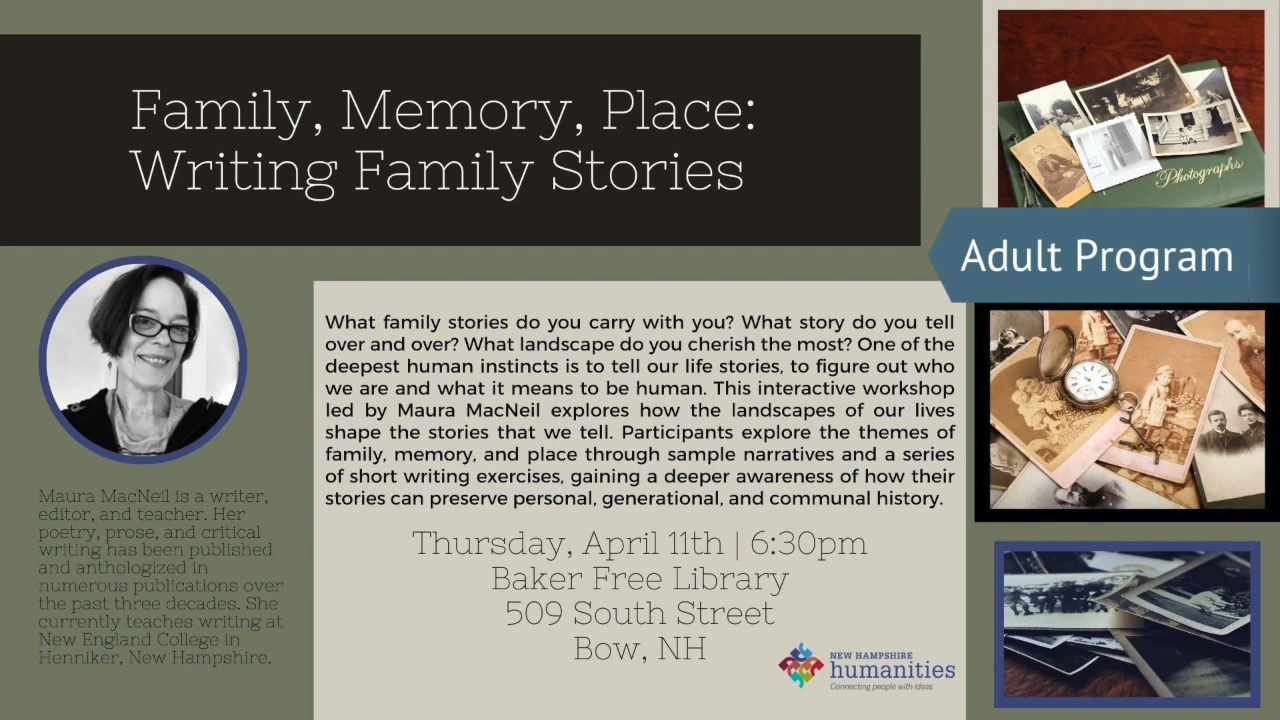 Family, Memory, Place:
Writing Family Stories
Photographs
Adult Program
What family stories do you carry with you? What story do you tell
over and over? What landscape do you cherish the most? One of the
deepest human instincts is to tell our life stories, to figure out who
we are and what it means to be human. This interactive workshop
led by Maura MacNeil explores how the landscapes of our lives
shape the stories that we tell. Participants explore the themes of
family, memory, and place through sample narratives and a series
of short writing exercises, gaining a deeper awareness of how their
stories can preserve personal, generational, and communal history.
Maura MacNeil is a writer,
editor, and teacher. Her
poetry, prose, and critical
writing has been published
and anthologized in
numerous publications over
the past three decades. She
currently teaches writing at
New England College in
Henniker, New Hampshire.
Thursday, April 11th | 6:30pm
Baker Free Library
509 South Street
Bow, NH
NEW HAMPSHIRE
humanities
Connecting people with ideas